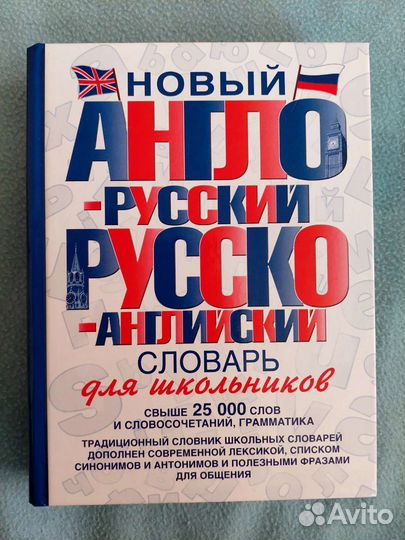 НОВЫЙ
АНГЛО
-РУССКИЙ
РУССКО
-АНГЛИЙСКИЙ
СЛОВАРЬ
для школьников
СВЫШЕ 25 000 СЛОВ
И СЛОВОСОЧЕТАНИЙ, ГРАММАТИКА
ТРАДИЦИОННЫЙ СЛОВНИК ШКОЛЬНЫХ СЛОВАРЕЙ
ДОПОЛНЕН СОВРЕМЕННОЙ ЛЕКСИКОЙ, СПИСКОМ
СИНОНИМОВ И АНТОНИМОВ И ПОЛЕЗНЫМИ ФРАЗАМИ
ДЛЯ ОБЩЕНИЯ
Avito